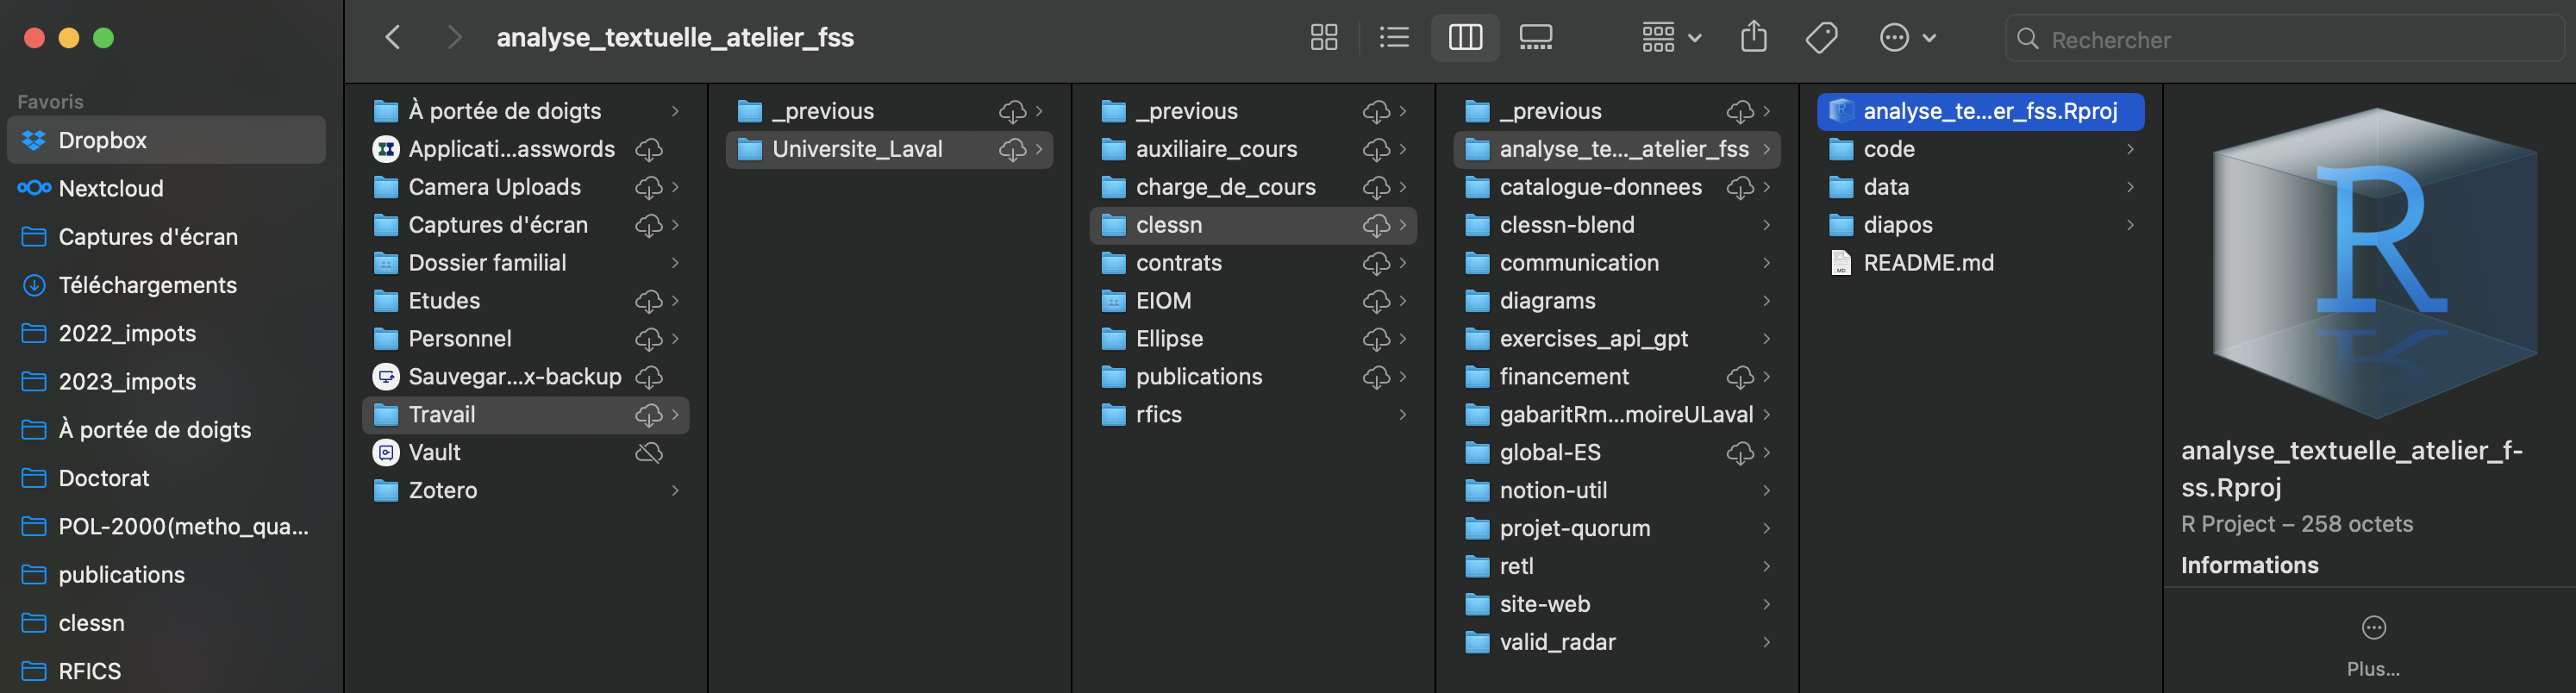 analyse_textuelle_atelier_fss
Rechercher
Favoris
Dropbox
Nextcloud
Captures d'écran
Téléchargements
2022_impots
2023_impots
À portée de doigts
Doctorat
POL-2000(metho_qua...
publications
clessn
RFICS
À portée de doigts
Applicati...asswords
Camera Uploads
Captures d'écran
Dossier familial
Etudes
Personnel
Sauvegar...x-backup
Travail
Vault
Zotero
_previous
Universite_Laval
_previous
auxiliaire_cours
charge_de_cours
clessn
contrats
EIOM
Ellipse
publications
rfics
_previous
analyse_te..._atelier_fss
catalogue-donnees
clessn-blend
communication
diagrams
exercises_api_gpt
financement
gabaritRm...moireULaval
global-ES
notion-util
projet-quorum
retl
site-web
valid_radar
analyse_te...er_fss.Rproj
code
data
diapos
README.md
R
analyse_textuelle_atelier_f-
ss.Rproj
R Project – 258 octets
Informations
Plus...